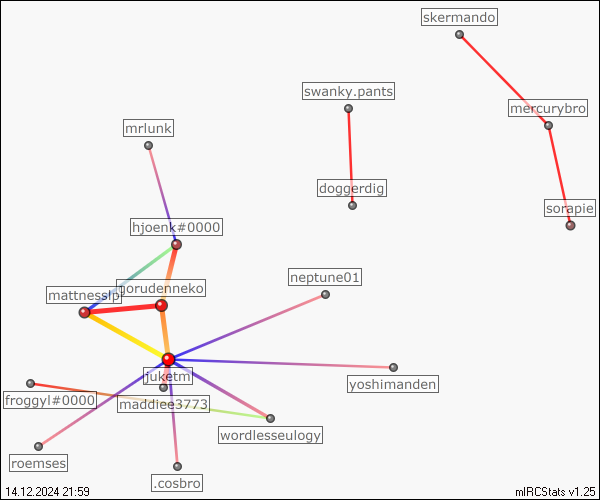 skermando
swanky.pants
mercurybro
mrlunk
doggerdig
sorapie
hjoenk#0000
neptune01
gorudenneko
juketm
yoshimanden
froggyl#0000
maddiee3773
wordlesseulogy
roemses
.cosbro
14.12.2024 21:59
mIRCStats v1.25